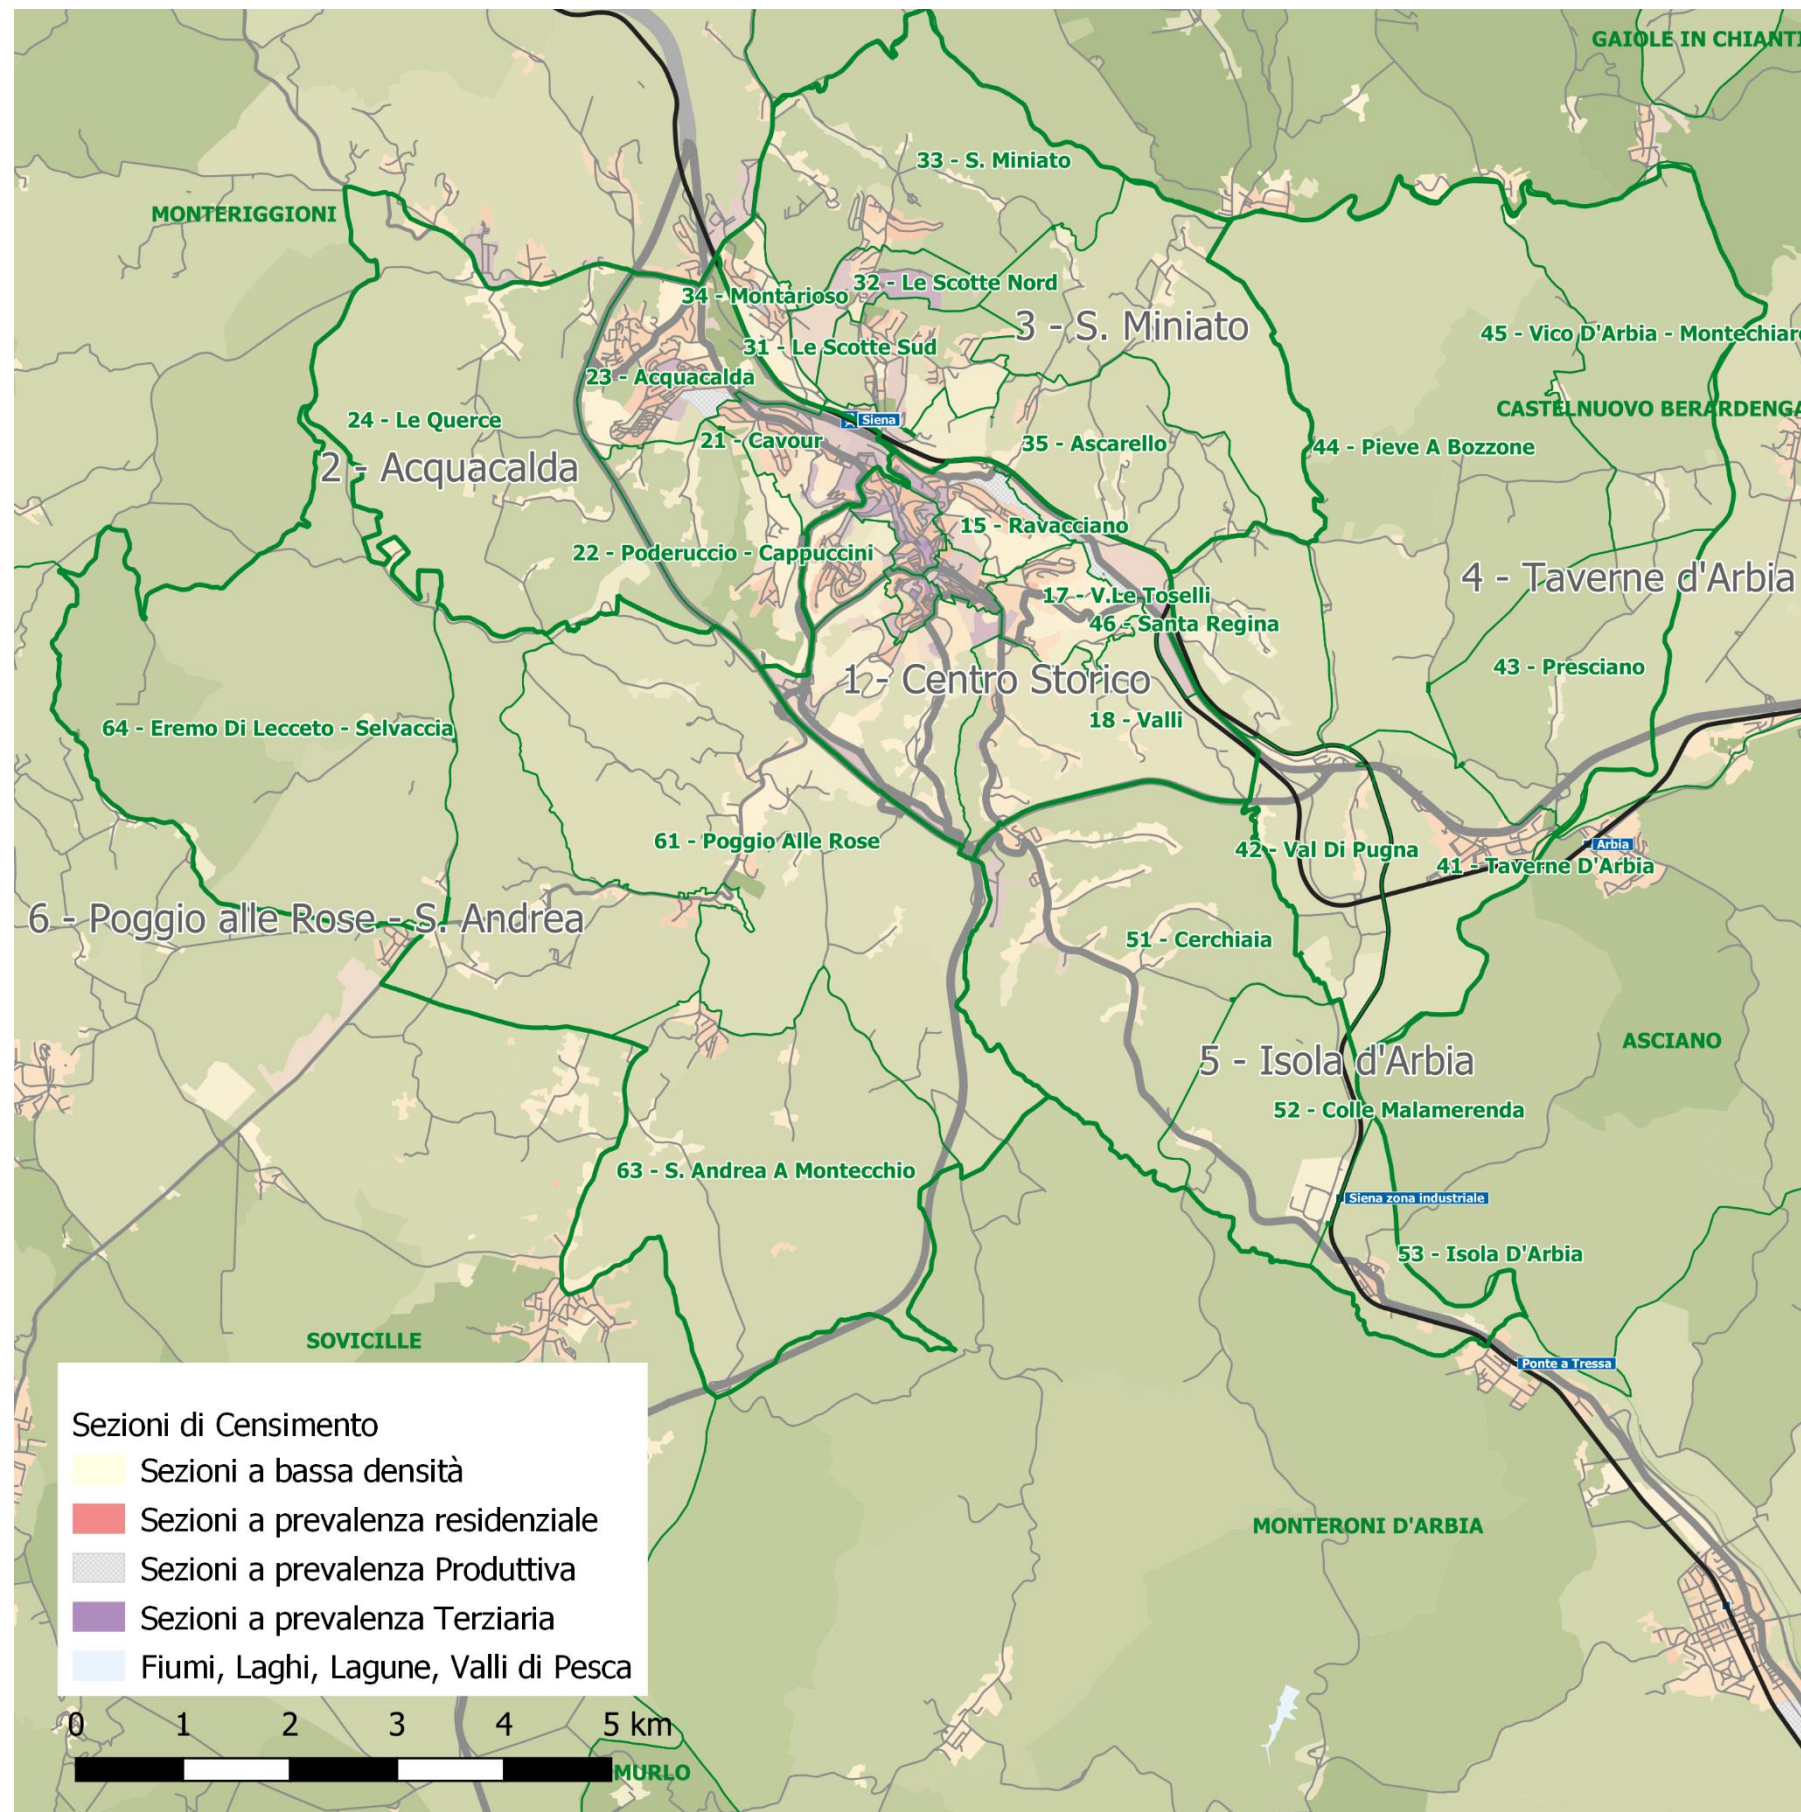 GAIOLE IN CHIANTI
33 - S. Miniato
MONTERIGGIONI
32 - Le Scotte Nord
34 - Montarioso
3 - S. Miniato
45 - Vico D'Arbia - Montechiaro
31 - Le Scotte Sud
23 - Acquacalda
CASTELNUOVO BERARDENGA
24 - Le Querce
Siena
21 - Cavour
35 - Ascarello
44 - Pieve A Bozzone
2 - Acquacalda
15 - Ravacciano
22 - Poderuccio - Cappuccini
4 - Taverne d'Arbia
17 - V.Le Toselli
46 - Santa Regina
43 - Presciano
1 - Centro Storico
18 - Valli
64 - Eremo Di Lecceto - Selvaccia
61 - Poggio Alle Rose
42 - Val Di Pugna
Arbia
41 - Taverne D'Arbia
6 - Poggio alle Rose - S. Andrea
51 - Cerchiaia
ASCIANO
5 - Isola d'Arbia
52 - Colle Malamerenda
63 - S. Andrea A Montecchio
Siena zona industriale
53 - Isola D'Arbia
SOVICILLE
Ponte a Tressa
MONTERONI D'ARBIA
Sezioni di Censimento
Sezioni a bassa densità
Sezioni a prevalenza residenziale
Sezioni a prevalenza Produttiva
Sezioni a prevalenza Terziaria
Fiumi, Laghi, Lagune, Valli di Pesca
0 1 2 3 4 5 km
MURLO